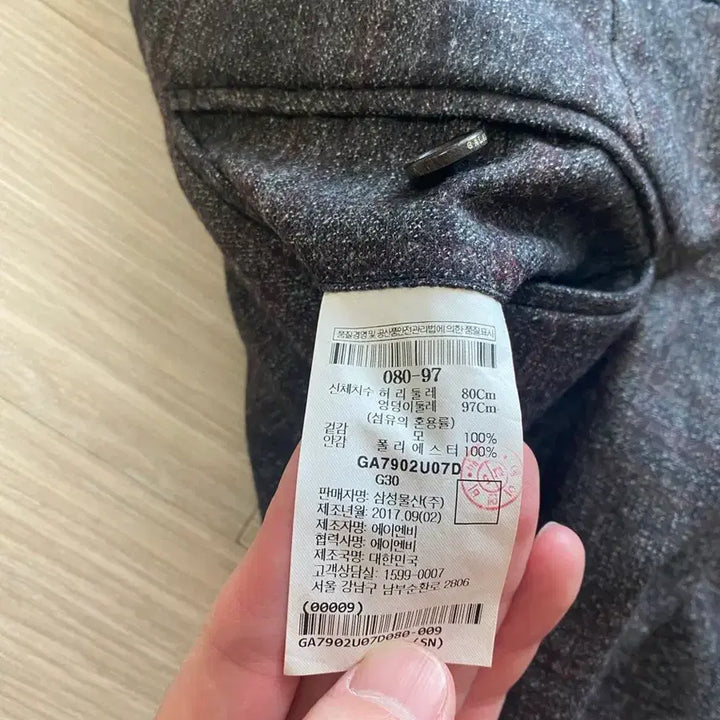 품질경영 및 공산품안전관리법에 의한 품질표시
080-97
신체치수 허리둘레 80Cm
엉덩이둘레 97Cm
(섬유의 혼용률)
겉감 모 100%
안감 폴리에스터 100%
GA7902U07D
G30
판매자명: 삼성물산(주)
제조년월: 2017.09(02)
제조자명: 에이엔비
협력사명: 에이엔비
제조국명: 대한민국
고객상담실: 1599-0007
서울 강남구 남부순환로 2806
(00009)
GA7902U07D080-009
(SN)